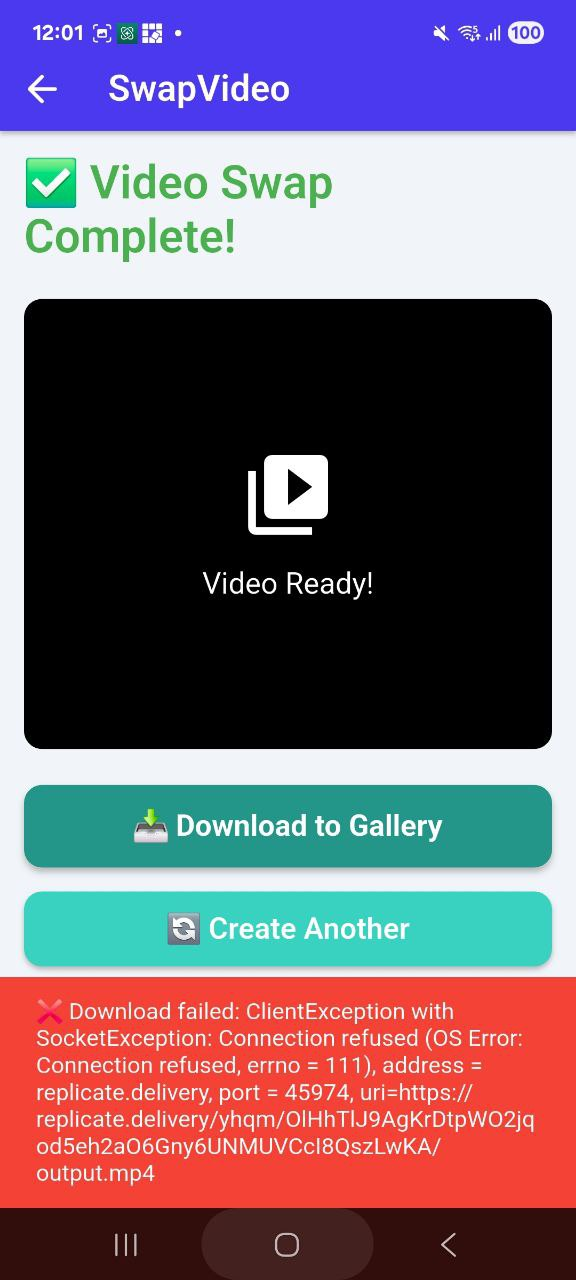 12:01
100
SwapVideo
✅ Video Swap
Complete!
Video Ready!
📥 Download to Gallery
🔄 Create Another
❌ Download failed: ClientException with
SocketException: Connection refused (OS Error:
Connection refused, errno = 111), address =
replicate.delivery, port = 45974, uri=https://
replicate.delivery/yhqm/OlHhTlJ9AgKrDtpWO2jq
od5eh2aO6Gny6UNMUVCcI8QszLwKA/
output.mp4